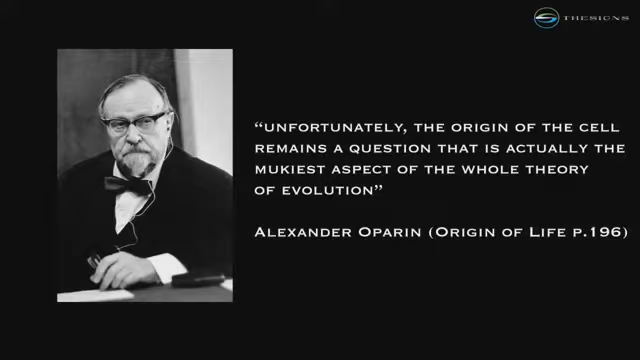 THESIGNS
“UNFORTUNATELY, THE ORIGIN OF THE CELL
REMAINS A QUESTION THAT IS ACTUALLY THE
MUKIEST ASPECT OF THE WHOLE THEORY
OF EVOLUTION”
ALEXANDER OPARIN (ORIGIN OF LIFE P.196)